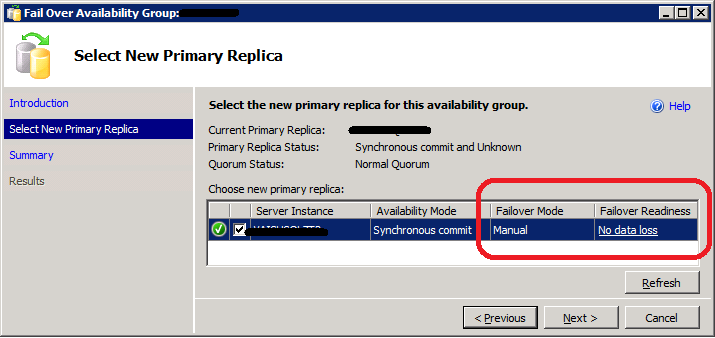 Fail Over Availability Group:
Select New Primary Replica
Introduction
Select New Primary Replica
Summary
Results
Select the new primary replica for this availability group.
Help
Current Primary Replica:
Primary Replica Status: Synchronous commit and Unknown
Quorum Status: Normal Quorum
Choose new primary replica:
Server Instance Availability Mode Failover Mode Failover Readiness
Synchronous commit Manual No data loss
Refresh
< Previous Next > Cancel